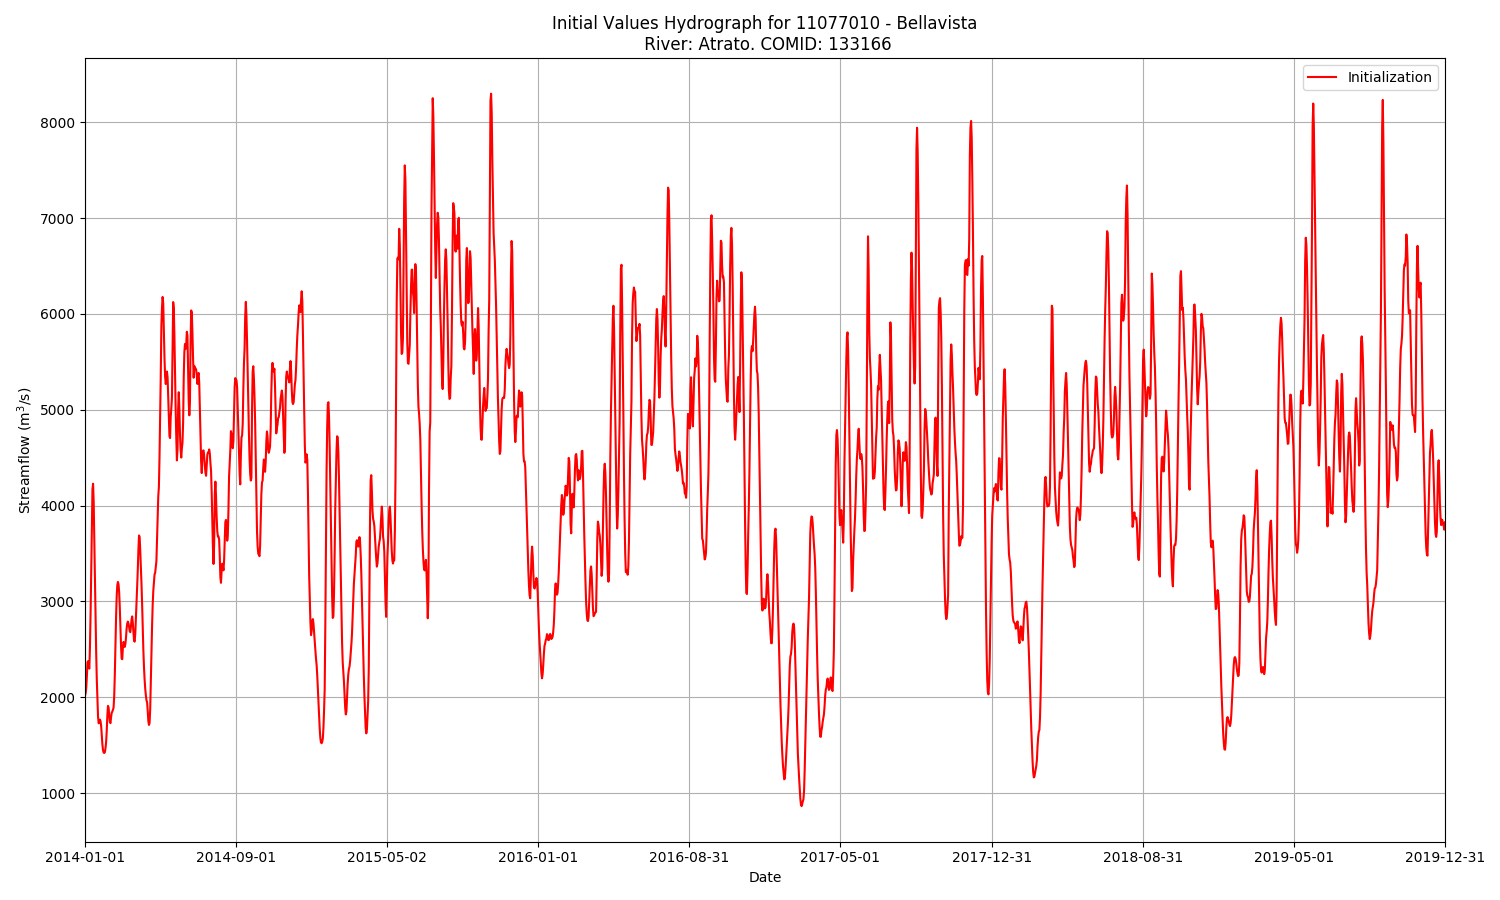 Initial Values Hydrograph for 11077010 - Bellavista
River: Atrato. COMID: 133166
Initialization
8000
7000
6000
5000
4000
3000
2000
1000
Streamflow (m³/s)
2014-01-01 2014-09-01 2015-05-02 2016-01-01 2016-08-31 2017-05-01 2017-12-31 2018-08-31 2019-05-01 2019-12-31
Date